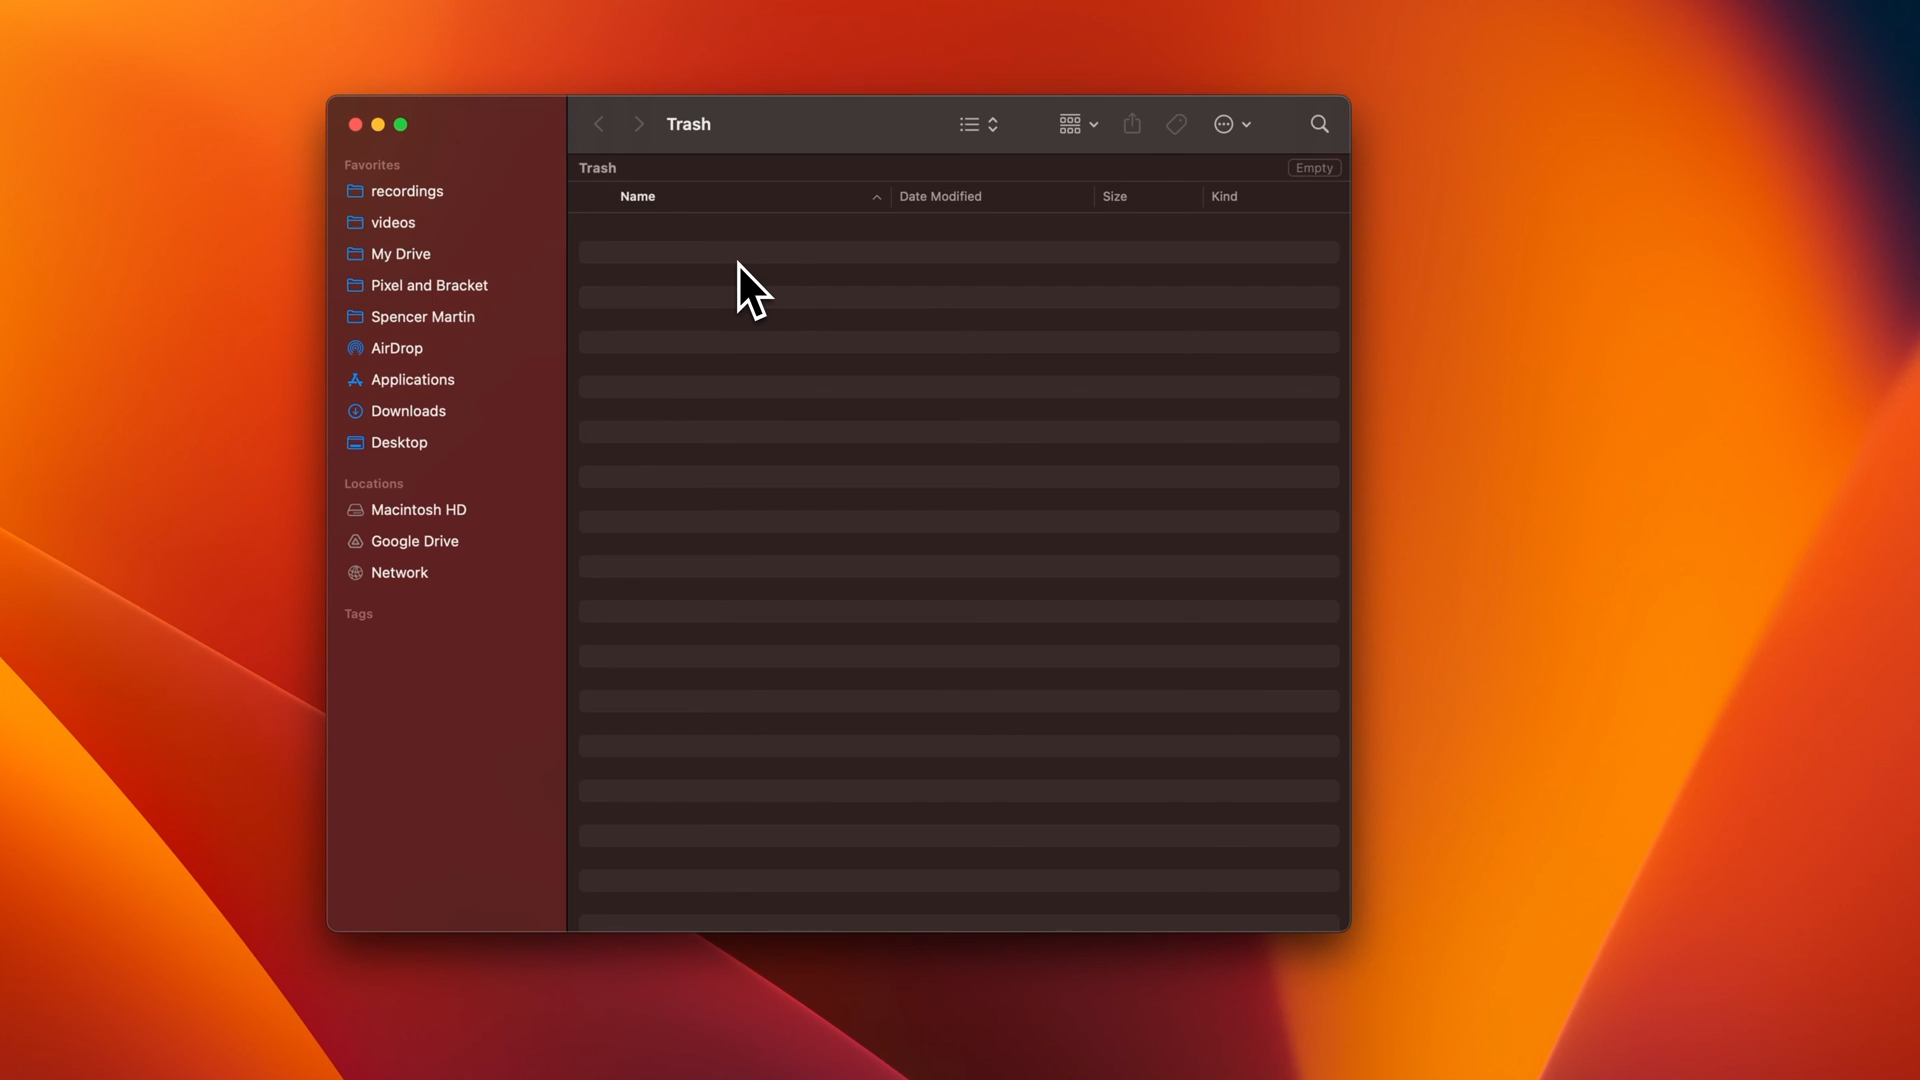 Trash
Favorites
recordings
videos
My Drive
Pixel and Bracket
Spencer Martin
AirDrop
Applications
Downloads
Desktop
Locations
Macintosh HD
Google Drive
Network
Tags
Trash Empty
Name Date Modified Size Kind